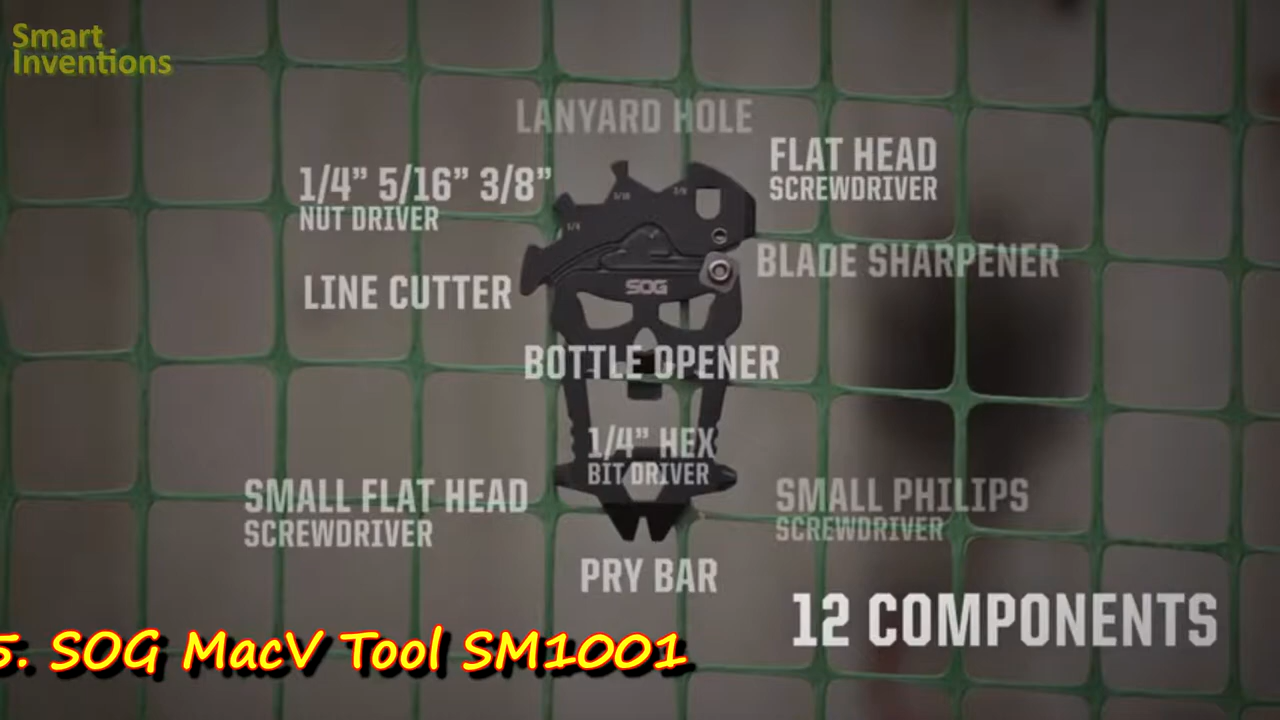 Smart
Inventions
LANYARD HOLE
1/4” 5/16” 3/8”
NUT DRIVER
FLAT HEAD
SCREWDRIVER
BLADE SHARPENER
LINE CUTTER
SOG
BOTTLE OPENER
1/4” HEX
BIT DRIVER
SMALL FLAT HEAD
SCREWDRIVER
SMALL PHILIPS
SCREWDRIVER
PRY BAR
12 COMPONENTS
5. SOG MacV Tool SM1001